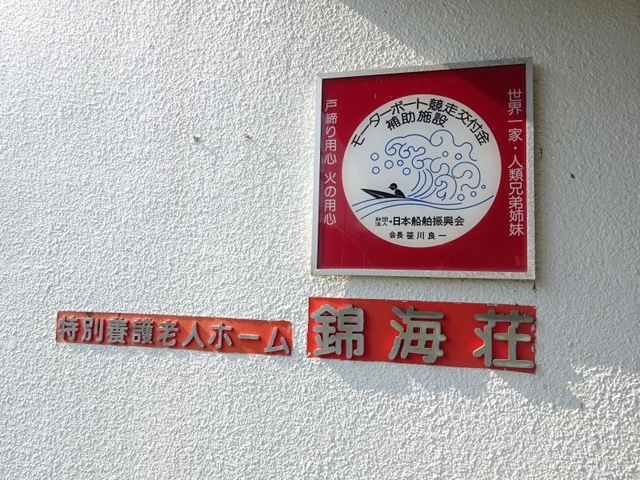 世界一家・人類兄弟姉妹
モーターボート競走交付金
補助施設
財団法人・日本船舶振興会
会長 笹川良一
戸締り用心 火の用心
特別養護老人ホーム
錦海荘